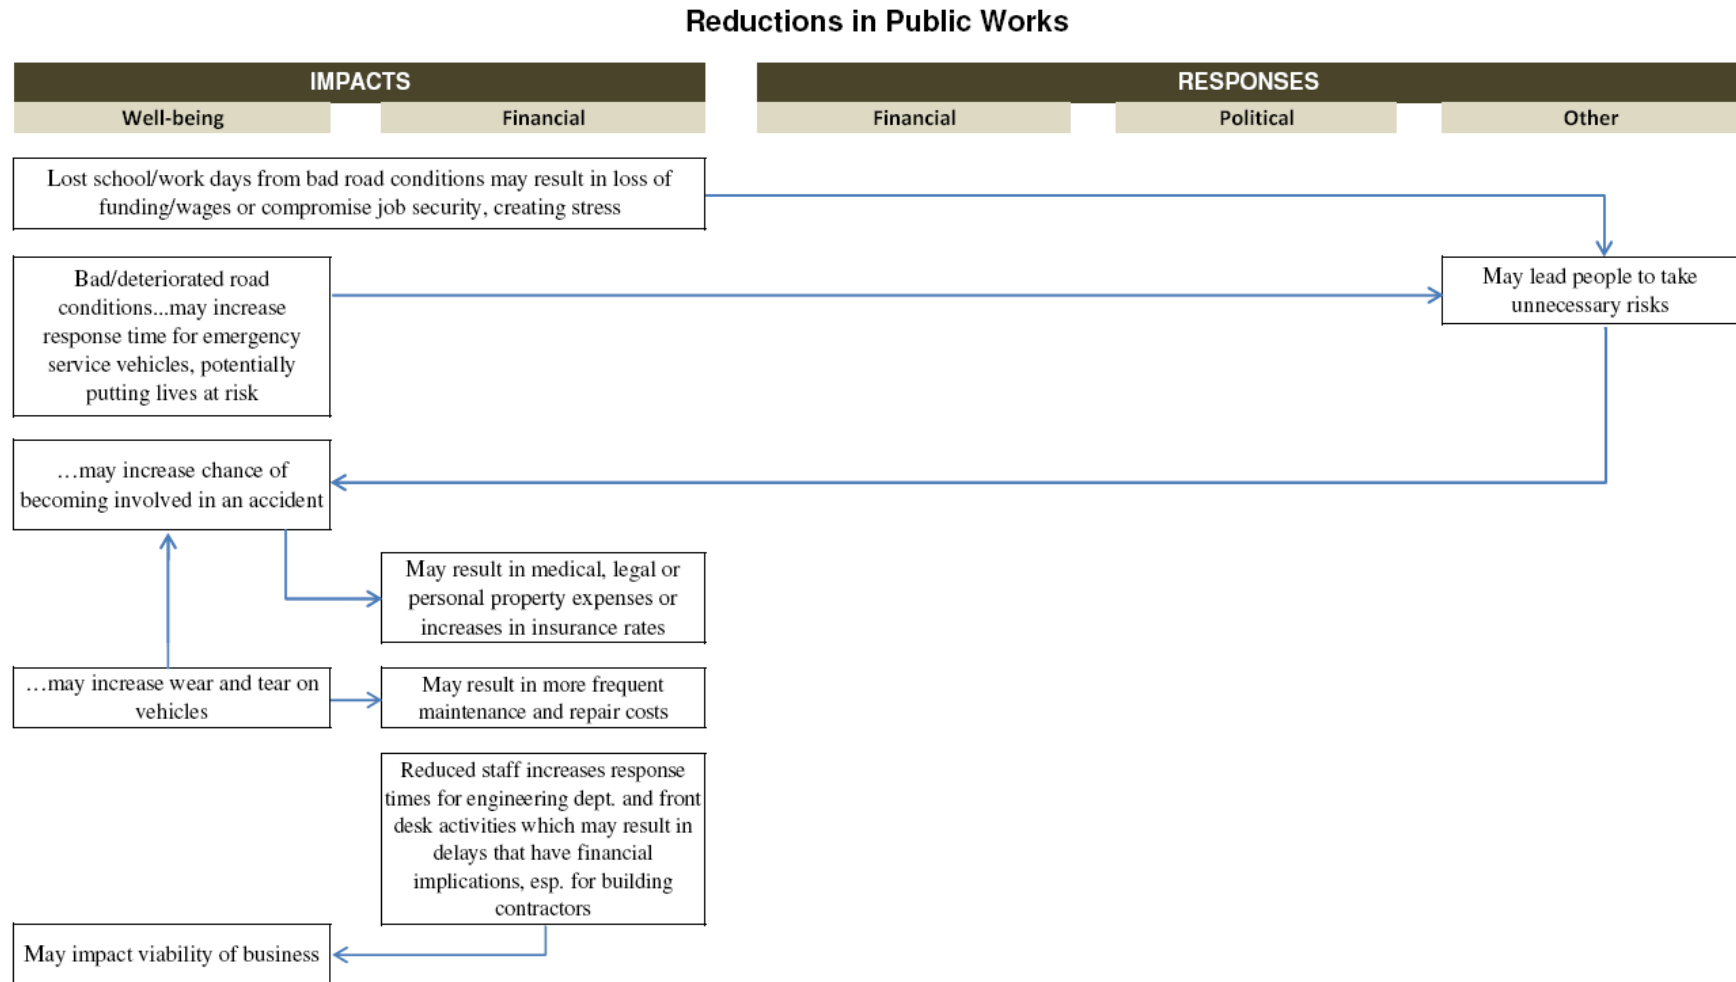 Reductions in Public Works
IMPACTS
RESPONSES
Well-being
Financial
Financial
Political
Other
Lost school/work days from bad road conditions may result in loss of
funding/wages or compromise job security, creating stress
Bad/deteriorated road
conditions...may increase
response time for emergency
service vehicles, potentially
putting lives at risk
May lead people to take
unnecessary risks
…may increase chance of
becoming involved in an accident
May result in medical, legal or
personal property expenses or
increases in insurance rates
…may increase wear and tear on
vehicles
May result in more frequent
maintenance and repair costs
Reduced staff increases response
times for engineering dept. and front
desk activities which may result in
delays that have financial
implications, esp. for building
contractors
May impact viability of business